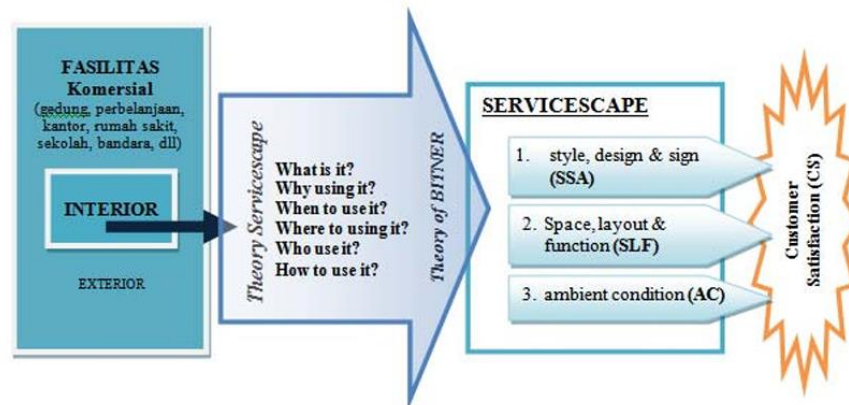 FASILITAS
Komersial
(gedung, perbelanjaan,
kantor, rumah sakit,
sekolah, bandara, dll)
INTERIOR
EXTERIOR
Theory Servicescape
What is it?
Why using it?
When to use it?
Where to using it?
Who use it?
How to use it?
Theory of BITNER
SERVICESCAPE
1. style, design & sign
(SSA)
2. Space, layout &
function (SLF)
3. ambient condition (AC)
Customer
Satisfaction (CS)